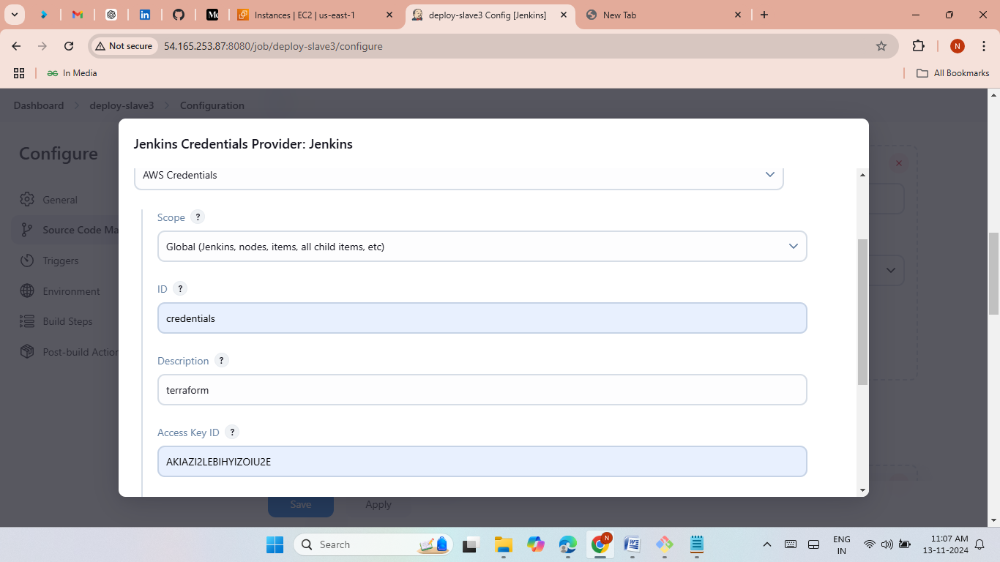 Instances | EC2 | us-east-1
deploy-slave3 Config [Jenkins]
New Tab
Not secure
54.165.253.87:8080/job/deploy-slave3/configure
N
In Media
All Bookmarks
Dashboard
deploy-slave3
Configuration
Configure
General
Source Code Ma
Triggers
Environment
Build Steps
Post-build Action
Jenkins Credentials Provider: Jenkins
AWS Credentials
Scope ?
Global (Jenkins, nodes, items, all child items, etc)
ID ?
credentials
Description ?
terraform
Access Key ID ?
AKIAZI2LEBIHYIZOIU2E
Save
Apply
Search
N
ENG
IN
11:07 AM
13-11-2024